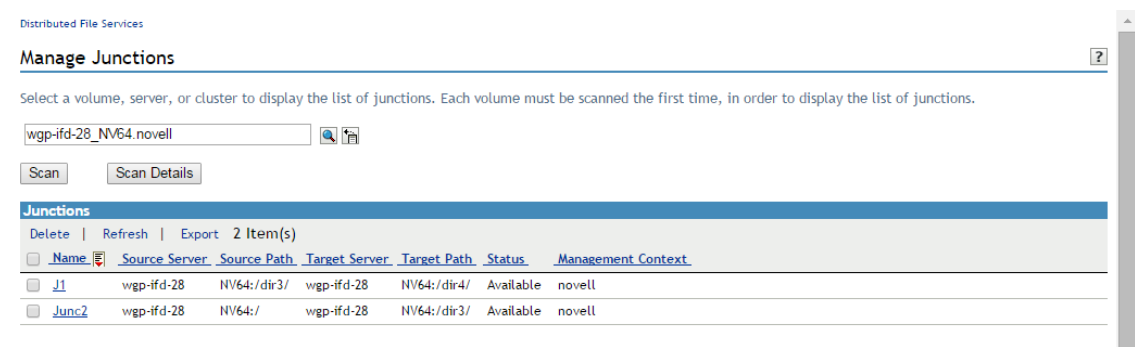 Distributed File Services
Manage Junctions ?
Select a volume, server, or cluster to display the list of junctions. Each volume must be scanned the first time, in order to display the list of junctions.
wgp-ifd-28_NV64.novell
Scan Scan Details
Junctions
Delete | Refresh | Export 2 Item(s)
Name Source Server Source Path Target Server Target Path Status Management Context
J1 wgp-ifd-28 NV64:/dir3/ wgp-ifd-28 NV64:/dir4/ Available novell
Junc2 wgp-ifd-28 NV64:/ wgp-ifd-28 NV64:/dir3/ Available novell